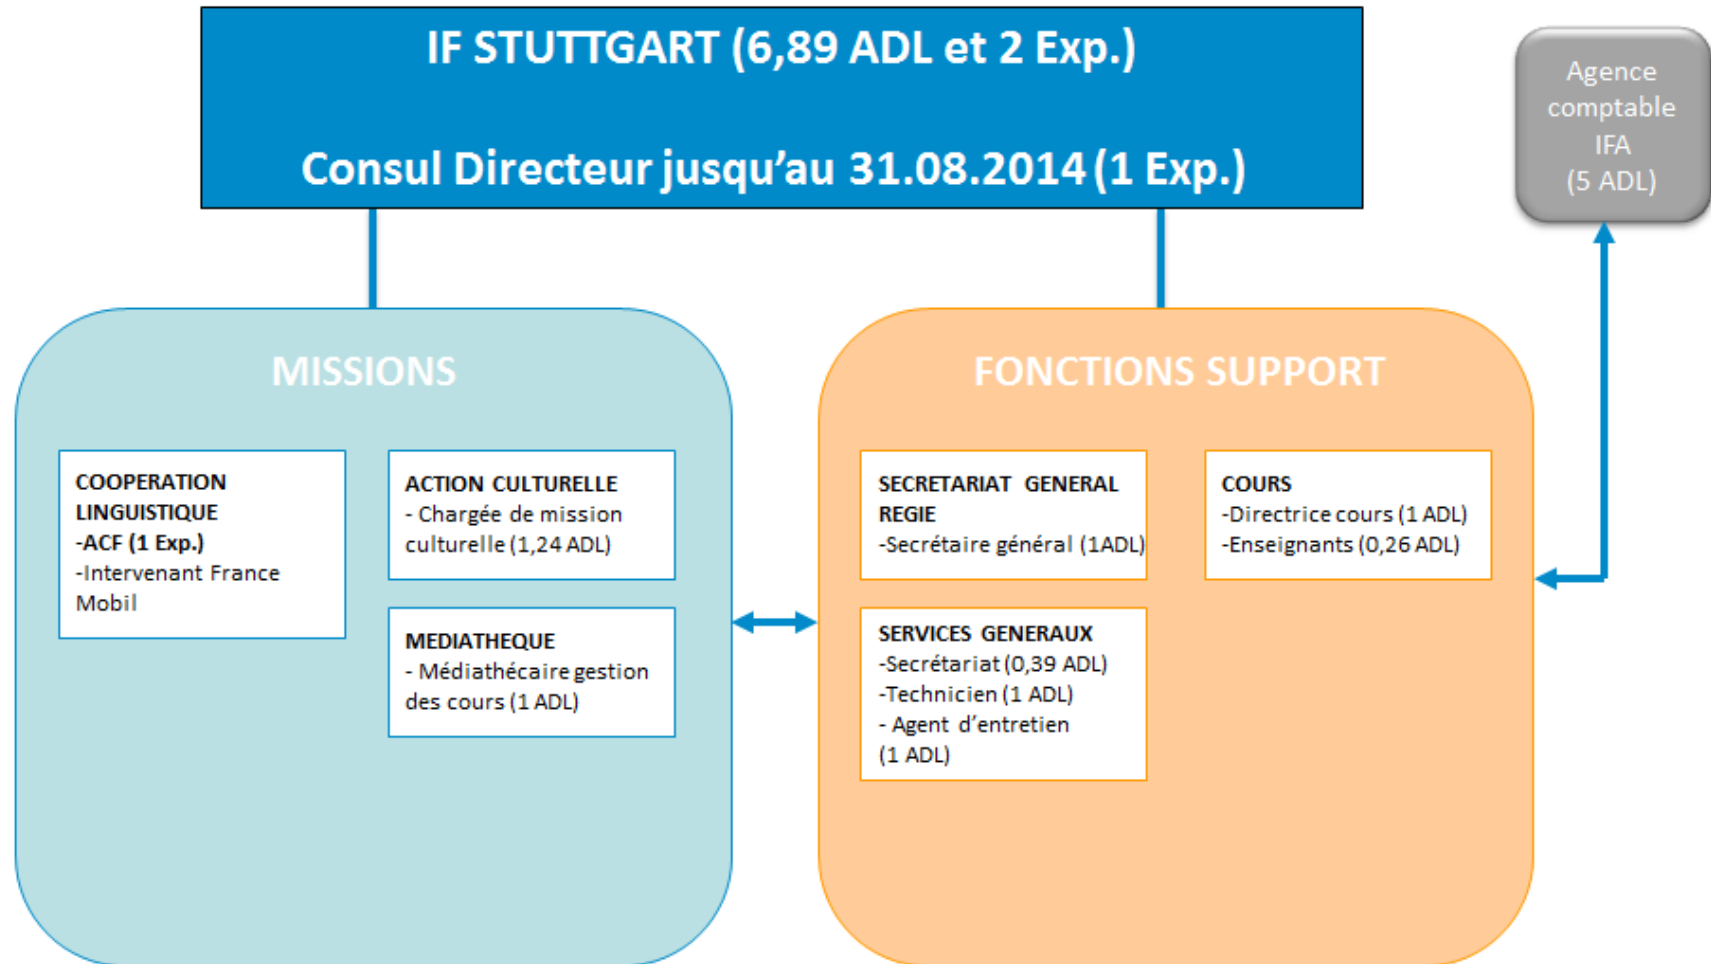 IF STUTTGART (6,89 ADL et 2 Exp.)
Consul Directeur jusqu’au 31.08.2014 (1 Exp.)
Agence
comptable
IFA
(5 ADL)
MISSIONS
COOPERATION
LINGUISTIQUE
-ACF (1 Exp.)
-Intervenant France
Mobil
ACTION CULTURELLE
- Chargée de mission
culturelle (1,24 ADL)
MEDIATHEQUE
- Médiathécaire gestion
des cours (1 ADL)
FONCTIONS SUPPORT
SECRETARIAT GENERAL
REGIE
-Secrétaire général (1ADL)
COURS
-Directrice cours (1 ADL)
-Enseignants (0,26 ADL)
SERVICES GENERAUX
-Secrétariat (0,39 ADL)
-Technicien (1 ADL)
- Agent d’entretien
(1 ADL)